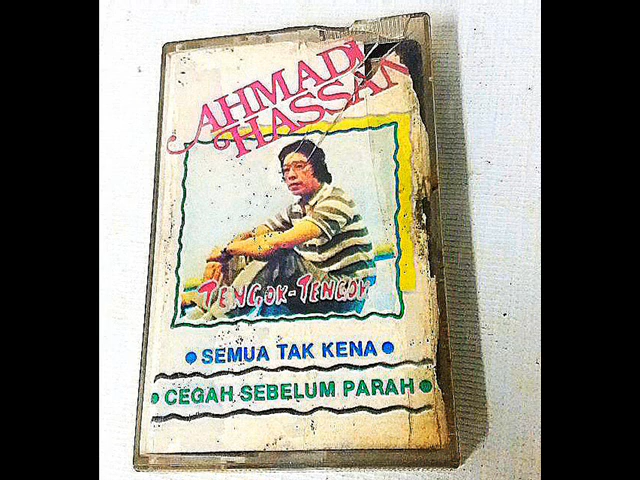 AHMADI
HASSAN
TENGOK-TENGOK
SEMUA TAK KENA
CEGAH SEBELUM PARAH